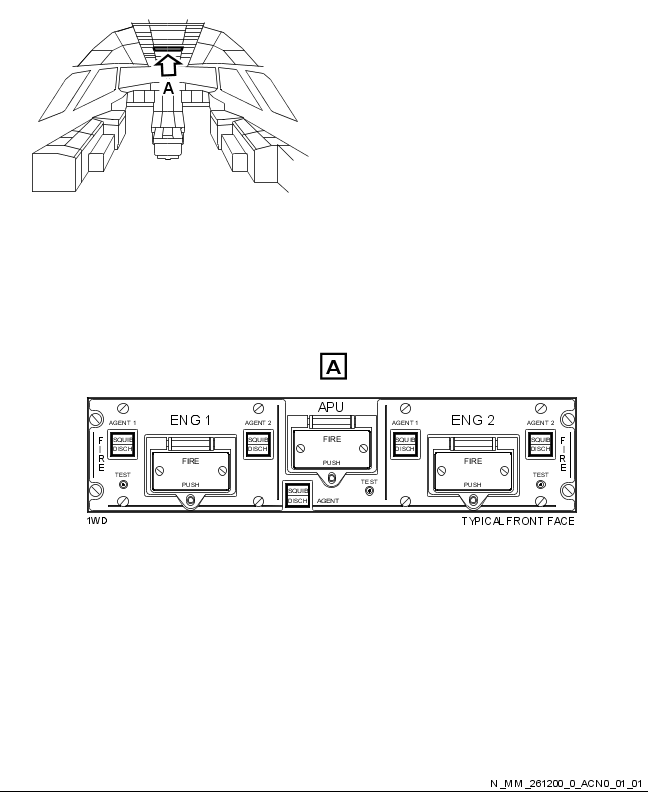 A
A
APU
AGENT 1 ENG 1 AGENT 2 AGENT 1 ENG 2 AGENT 2
FIRE SQUIB SQUIB FIRE SQUIB SQUIB FIRE
DISCH DISCH DISCH DISCH
FIRE PUSH FIRE
TEST TEST TEST
PUSH SQUIB PUSH
DISCH AGENT
1WD TYPICAL FRONT FACE
N_MM_261200_0_ACN0_01_01